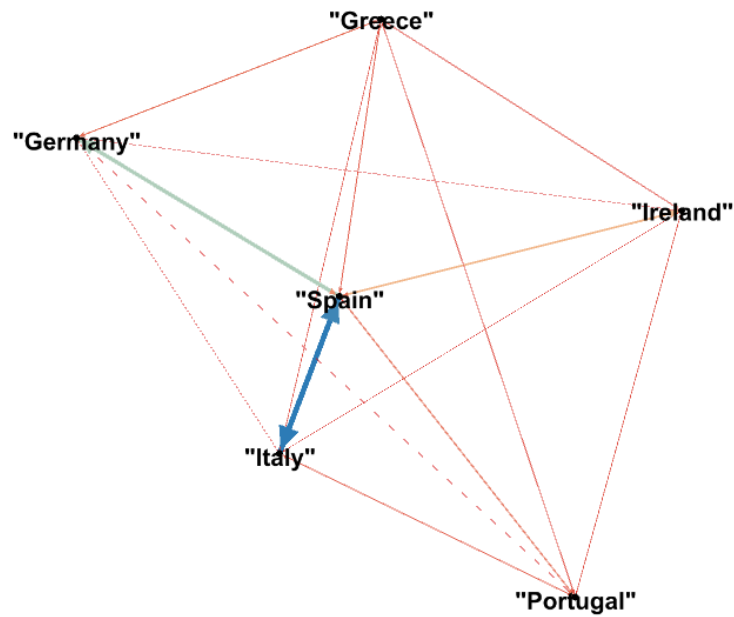 "Greece"
"Germany"
"Ireland"
"Spain"
"Italy"
"Portugal"